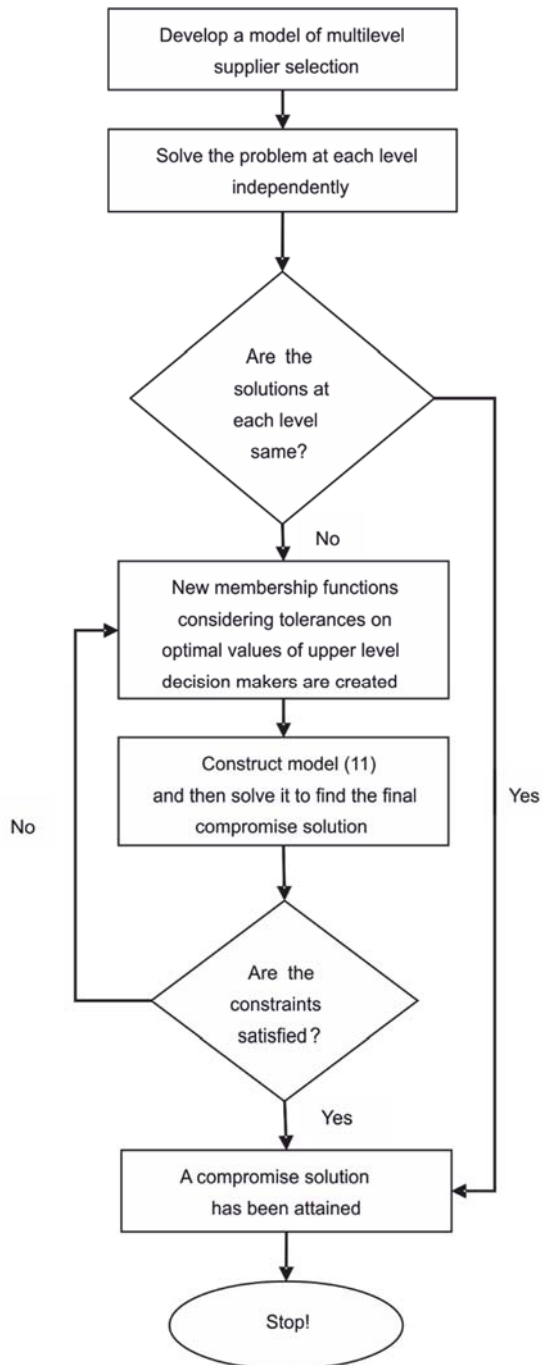 Develop a model of multilevel
supplier selection
Solve the problem at each level
independently
Are the
solutions at
each level
same?
No
New membership functions
considering tolerances on
optimal values of upper level
decision makers are created
Construct model (11)
and then solve it to find the final
compromise solution
Yes
No
Are the
constraints
satisfied?
Yes
A compromise solution
has been attained
Stop!